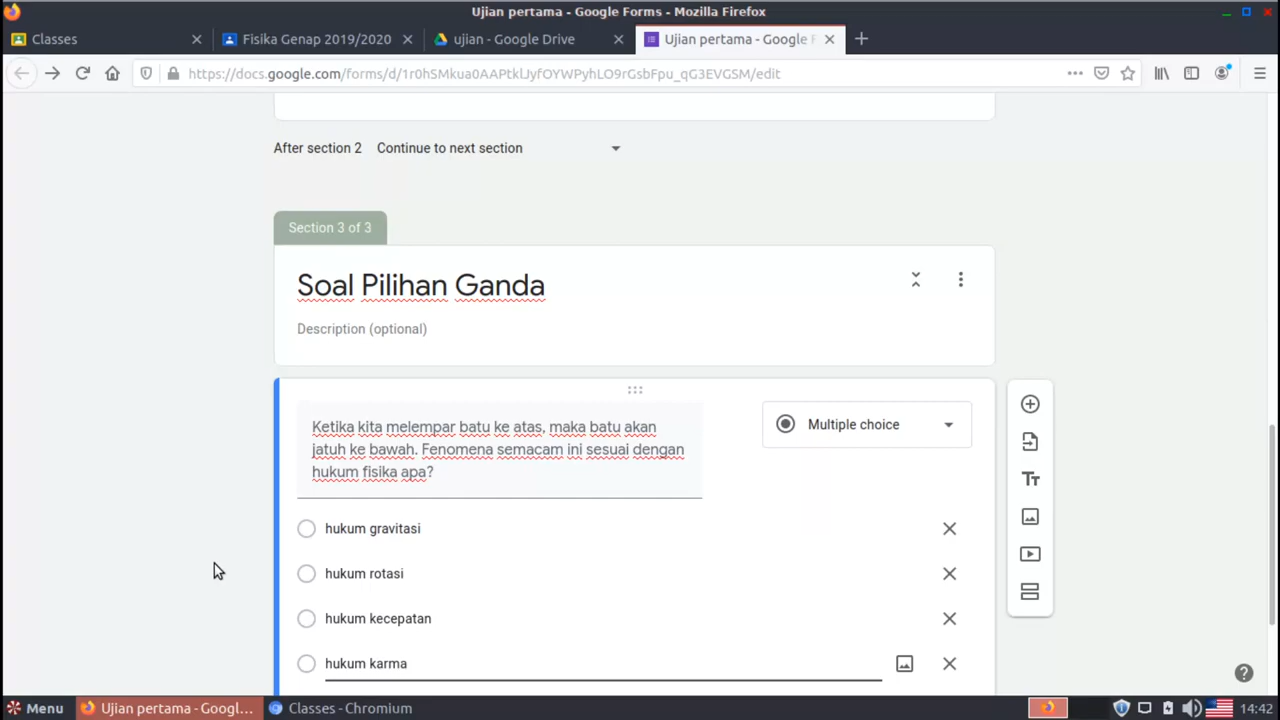 Ujian pertama - Google Forms - Mozilla Firefox
Classes
Fisika Genap 2019/2020
ujian - Google Drive
Ujian pertama - Google F
https://docs.google.com/forms/d/1r0hSMkua0AAPtklJyfOYWPyhLO9rGsbFpu_qG3EVGSM/edit
After section 2 Continue to next section
Section 3 of 3
Soal Pilihan Ganda
Description (optional)
Ketika kita melempar batu ke atas, maka batu akan
jatuh ke bawah. Fenomena semacam ini sesuai dengan
hukum fisika apa?
Multiple choice
hukum gravitasi
hukum rotasi
hukum kecepatan
hukum karma
Menu
Ujian pertama - Googl...
Classes - Chromium
14:42